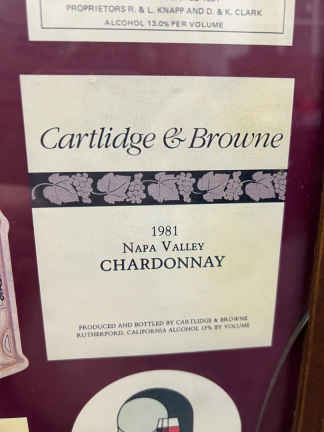 PROPRIETORS R. & L. KNAPP AND D. & K. CLARK
ALCOHOL 13.0% PER VOLUME
Cartlidge & Browne
1981
NAPA VALLEY
CHARDONNAY
PRODUCED AND BOTTLED BY CARTLIDGE & BROWNE
RUTHERFORD, CALIFORNIA ALCOHOL 13% BY VOLUME